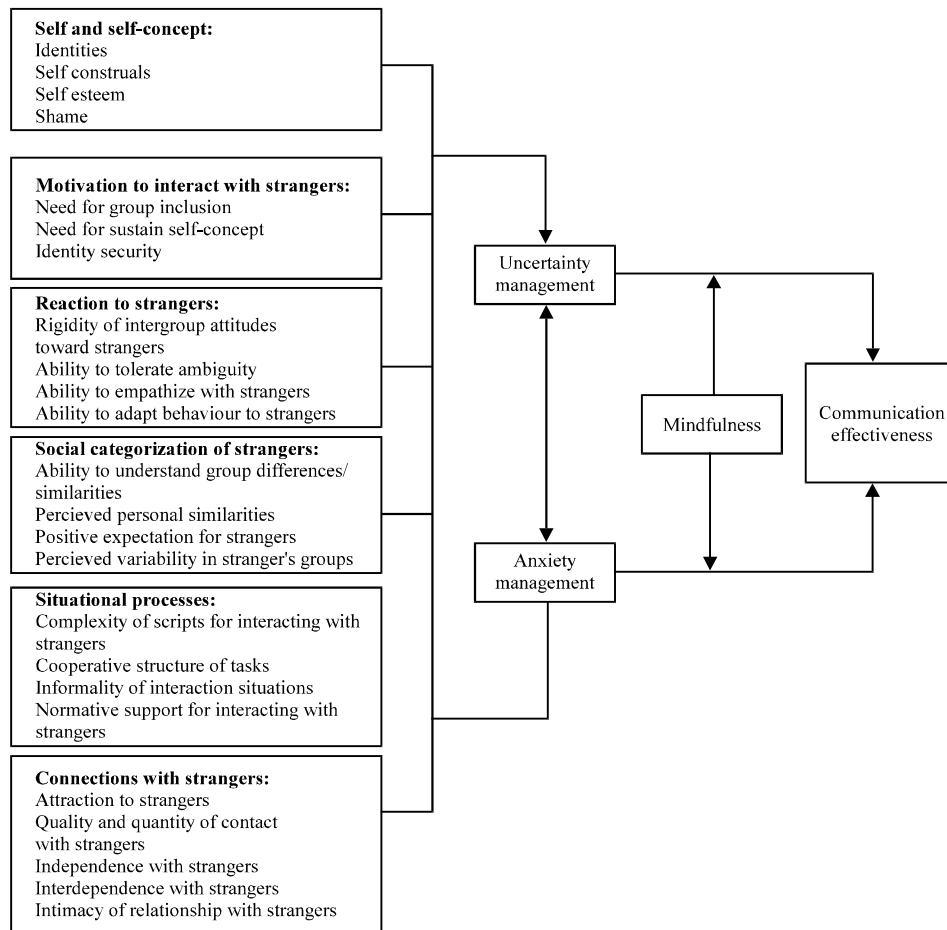 Self and self-concept:
Identities
Self construals
Self esteem
Shame
Motivation to interact with strangers:
Need for group inclusion
Need for sustain self-concept
Identity security
Reaction to strangers:
Rigidity of intergroup attitudes
toward strangers
Ability to tolerate ambiguity
Ability to empathize with strangers
Ability to adapt behaviour to strangers
Social categorization of strangers:
Ability to understand group differences/
similarities
Percieved personal similarities
Positive expectation for strangers
Percieved variability in stranger's groups
Situational processes:
Complexity of scripts for interacting with
strangers
Cooperative structure of tasks
Informality of interaction situations
Normative support for interacting with
strangers
Connections with strangers:
Attraction to strangers
Quality and quantity of contact
with strangers
Independence with strangers
Interdependence with strangers
Intimacy of relationship with strangers
Uncertainty
management
Anxiety
management
Mindfulness
Communication
effectiveness